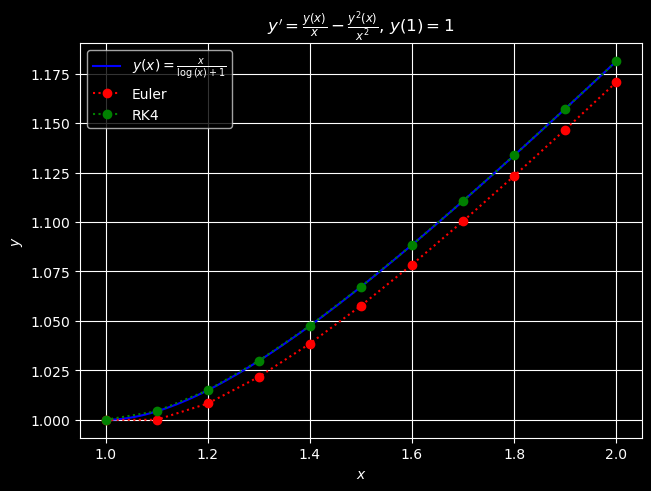 y′ = y(x)/x − y²(x)/x², y(1) = 1
y(x) = x/(log(x)+1)
Euler
RK4
1.175
1.150
1.125
1.100
1.075
1.050
1.025
1.000
y
1.0 1.2 1.4 1.6 1.8 2.0
x